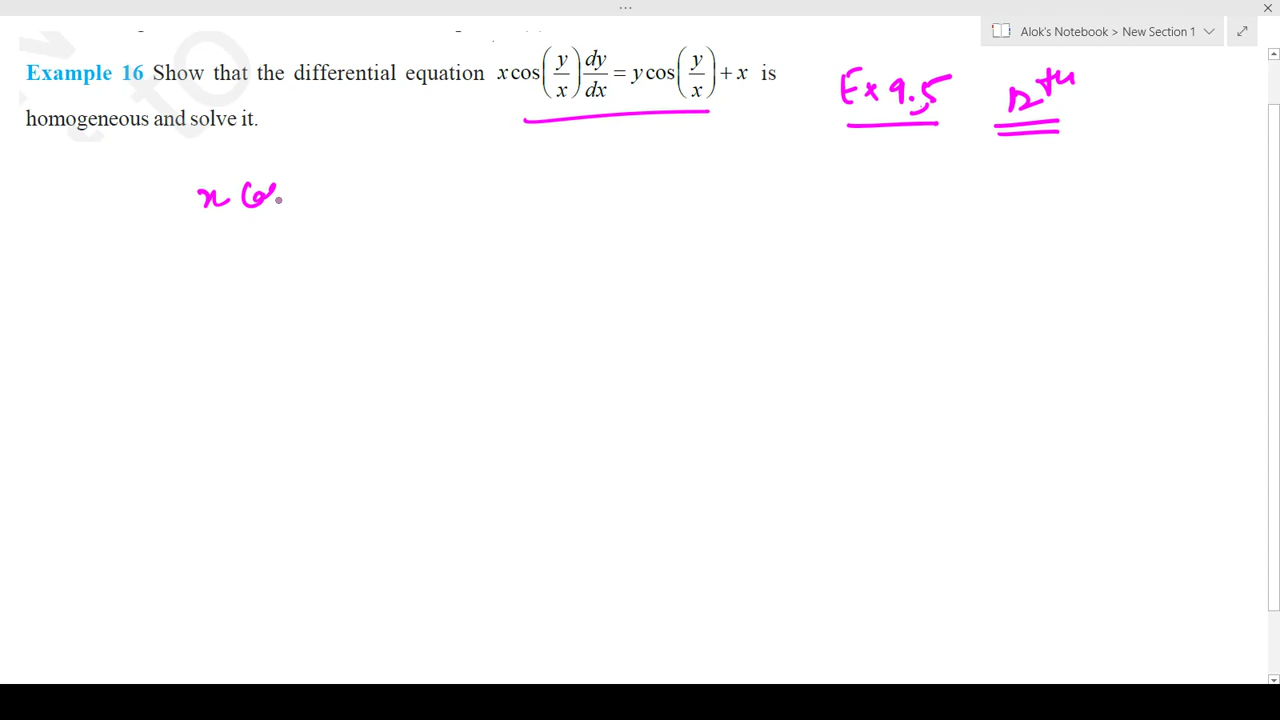 Alok's Notebook > New Section 1
Example 16 Show that the differential equation x cos(y/x) dy/dx = y cos(y/x) + x is
homogeneous and solve it.
Ex 9.5 12th
x Co